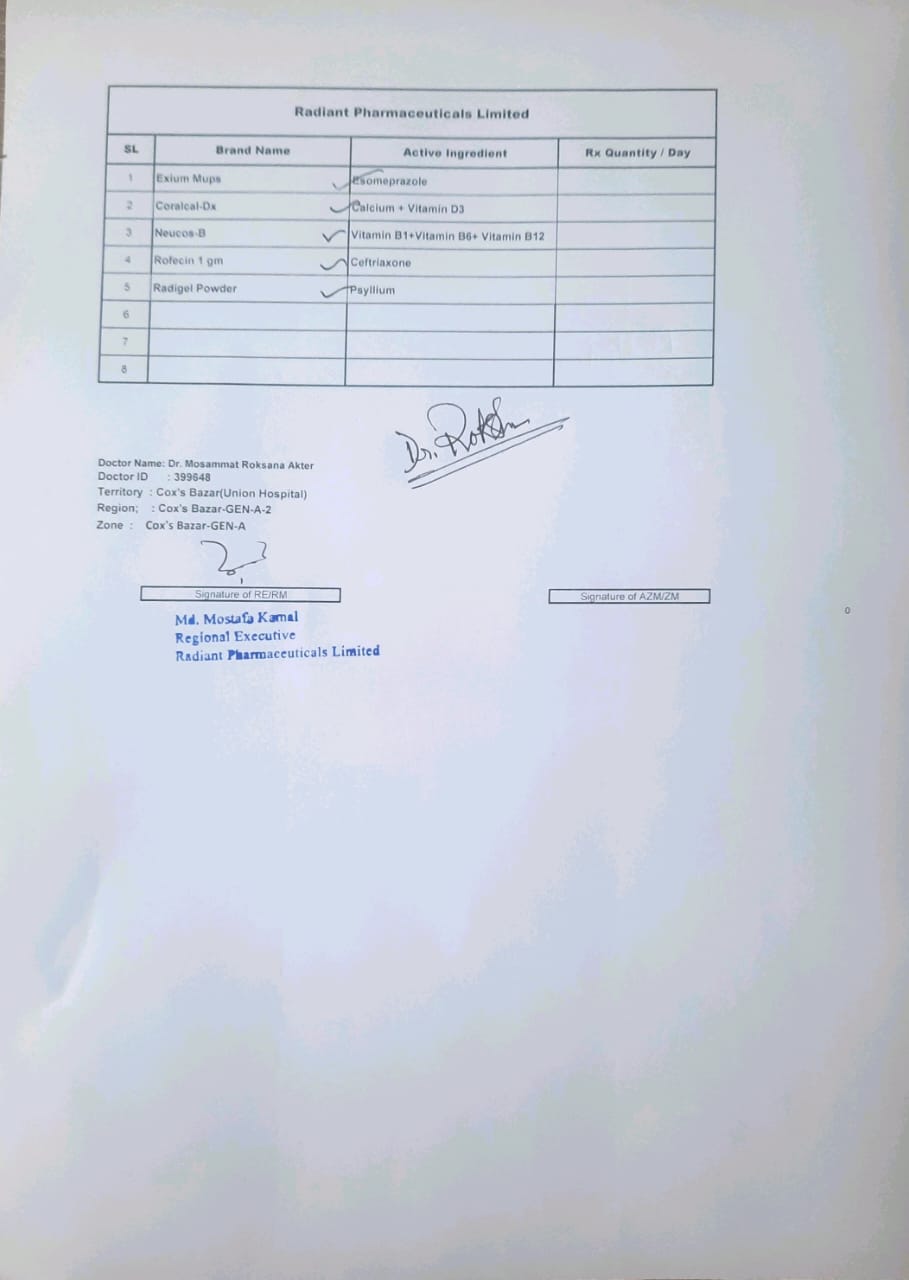 Radiant Pharmaceuticals Limited
SL Brand Name Active Ingredient Rx Quantity / Day
1 Exium Mups Esomeprazole
2 Coralcal-Dx Calcium + Vitamin D3
3 Neucos-B Vitamin B1+Vitamin B6+ Vitamin B12
4 Rofecin 1 gm Ceftriaxone
5 Radigel Powder Psyllium
6
7
8
Dr. Roksana
Doctor Name: Dr. Mosammat Roksana Akter
Doctor ID : 399648
Territory : Cox's Bazar(Union Hospital)
Region; : Cox's Bazar-GEN-A-2
Zone : Cox's Bazar-GEN-A
Signature of RE/RM Signature of AZM/ZM
Md. Mostafa Kamal
Regional Executive
Radiant Pharmaceuticals Limited